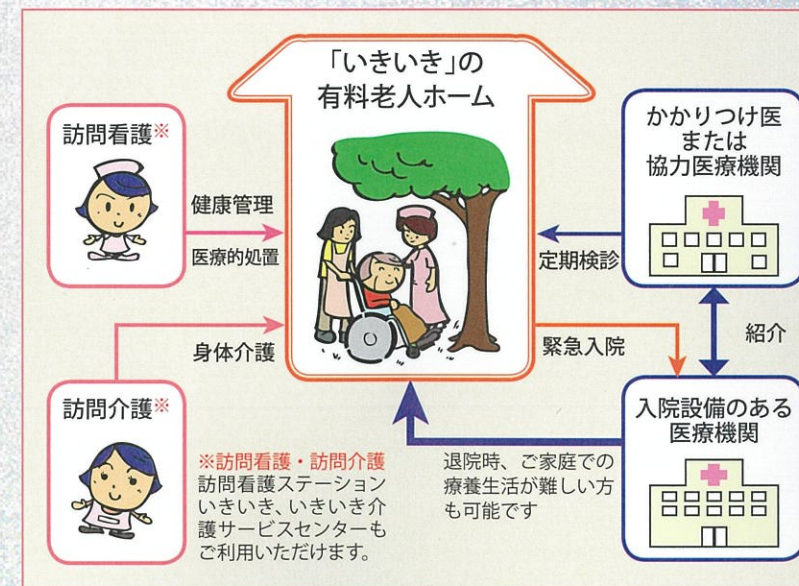 「いきいき」の
有料老人ホーム
訪問看護※
健康管理
医療的処置
かかりつけ医
または
協力医療機関
定期検診
身体介護
緊急入院
紹介
訪問介護※
※訪問看護・訪問介護
訪問看護ステーション
いきいき、いきいき介
護サービスセンターも
ご利用いただけます。
退院時、ご家庭での
療養生活が難しい方
も可能です
入院設備のある
医療機関